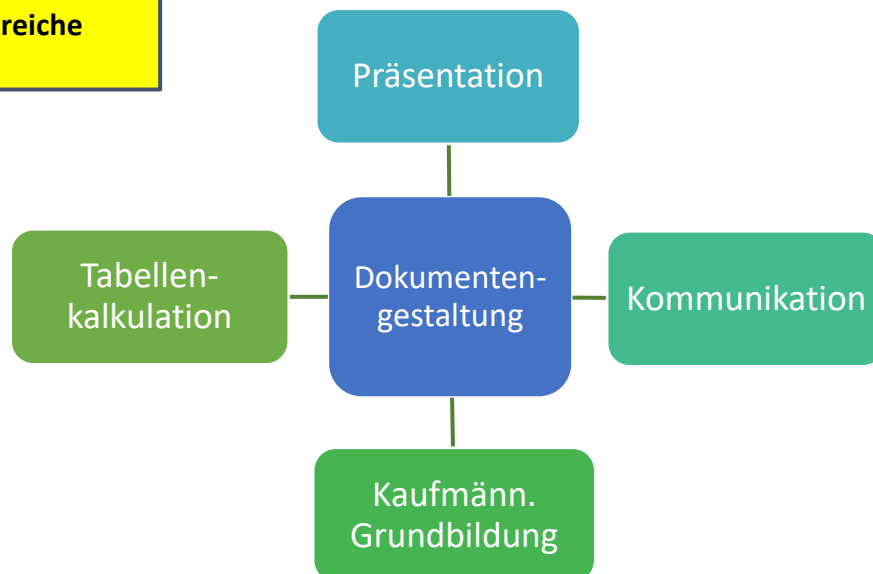 reiche
Präsentation
Tabellen-
kalkulation
Dokumenten-
gestaltung
Kommunikation
Kaufmänn.
Grundbildung